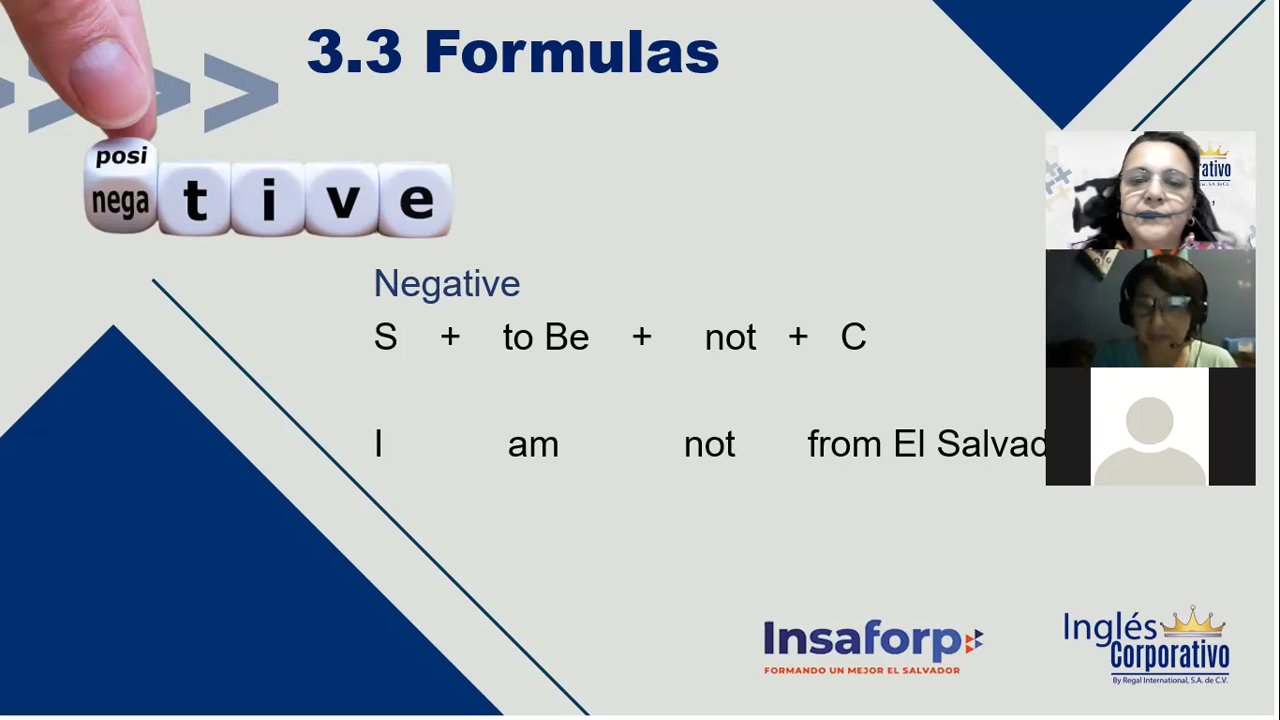 3.3 Formulas
posi
nega t i v e
Negative
S + to Be + not + C
I am not from El Salvad
Insaforp
FORMANDO UN MEJOR EL SALVADOR
Inglés
Corporativo
By Regal International, S.A. de C.V.